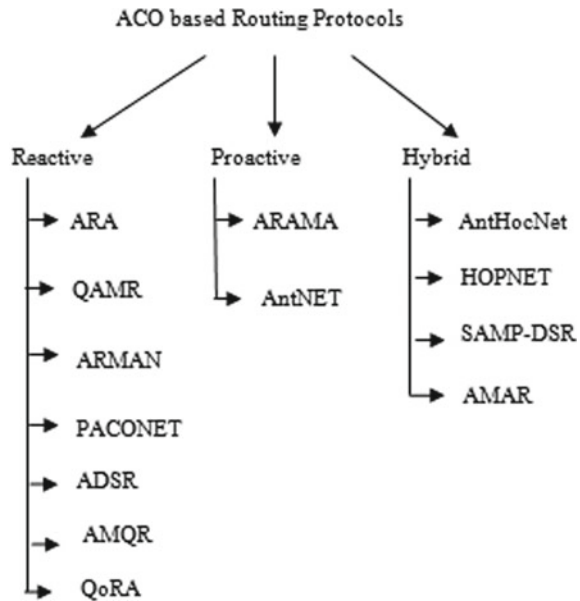 ACO based Routing Protocols
Reactive
ARA
QAMR
ARMAN
PACONET
ADSR
AMQR
QoRA
Proactive
ARAMA
AntNET
Hybrid
AntHocNet
HOPNET
SAMP-DSR
AMAR